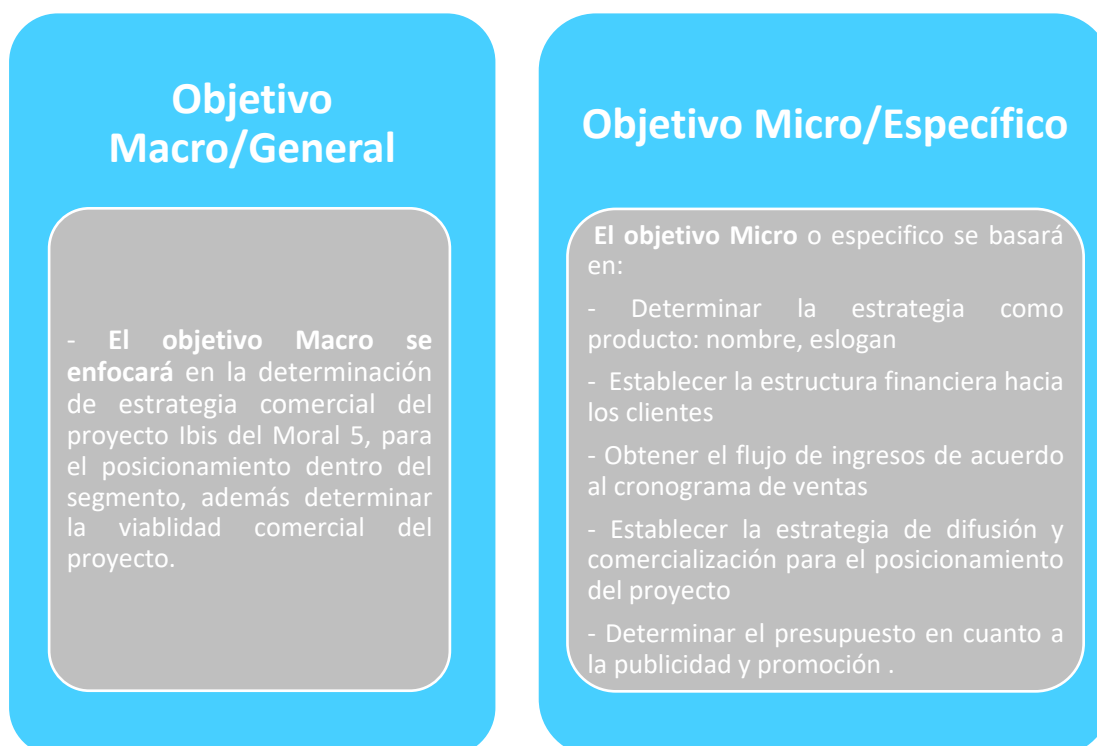 Objetivo
Macro/General
- El objetivo Macro se
enfocará en la determinación
de estrategia comercial del
proyecto Ibis del Moral 5, para
el posicionamiento dentro del
segmento, además determinar
la viablidad comercial del
proyecto.
Objetivo Micro/Específico
El objetivo Micro o especifico se basará
en:
- Determinar la estrategia como
producto: nombre, eslogan
- Establecer la estructura financiera hacia
los clientes
- Obtener el flujo de ingresos de acuerdo
al cronograma de ventas
- Establecer la estrategia de difusión y
comercialización para el posicionamiento
del proyecto
- Determinar el presupuesto en cuanto a
la publicidad y promoción .